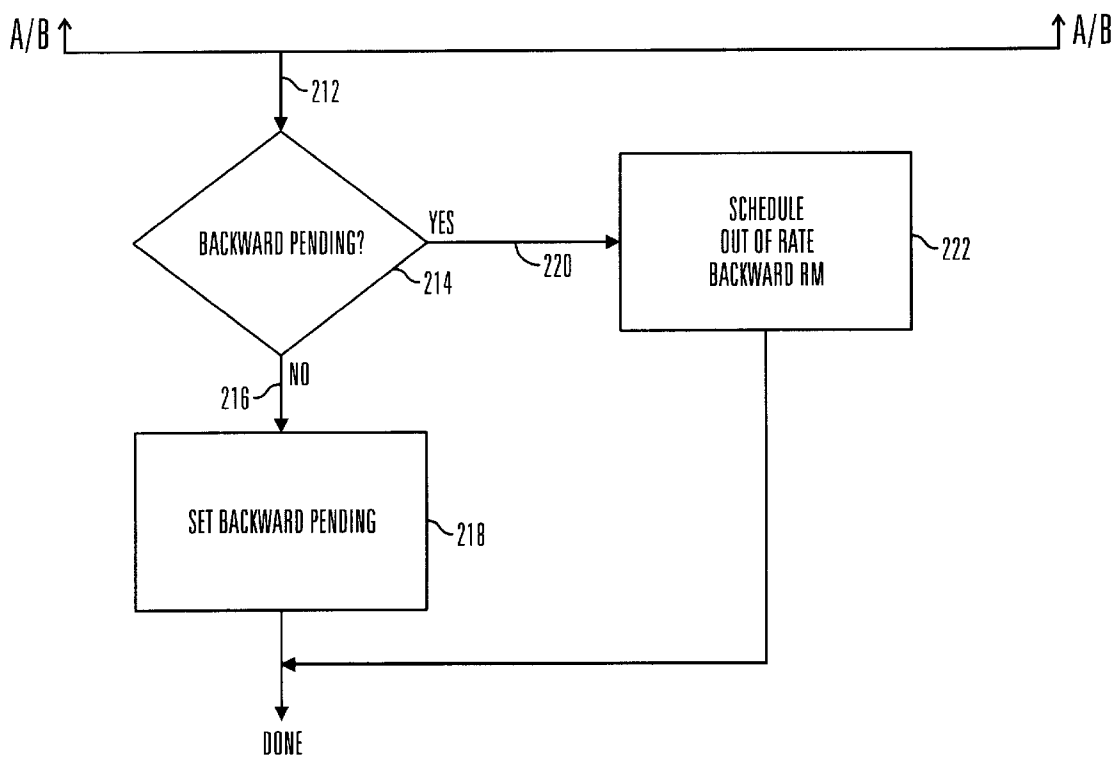 A/B
A/B
212
BACKWARD PENDING?
YES
214
220
SCHEDULE
OUT OF RATE
BACKWARD RM
222
NO
216
SET BACKWARD PENDING
218
DONE